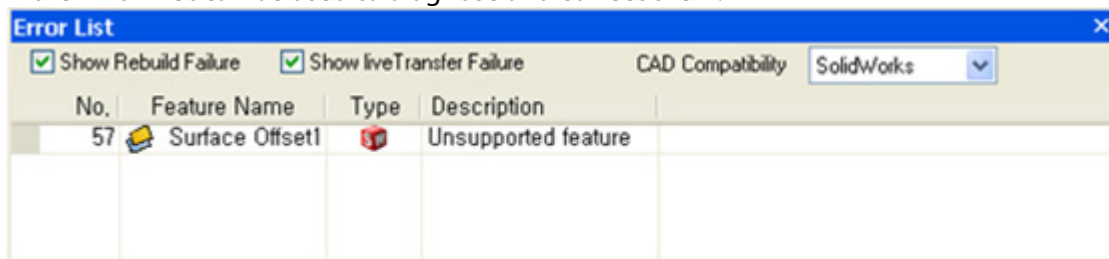 Error List
Show Rebuild Failure Show liveTransfer Failure CAD Compatibility SolidWorks
No. Feature Name Type Description
57 Surface Offset1 Unsupported feature